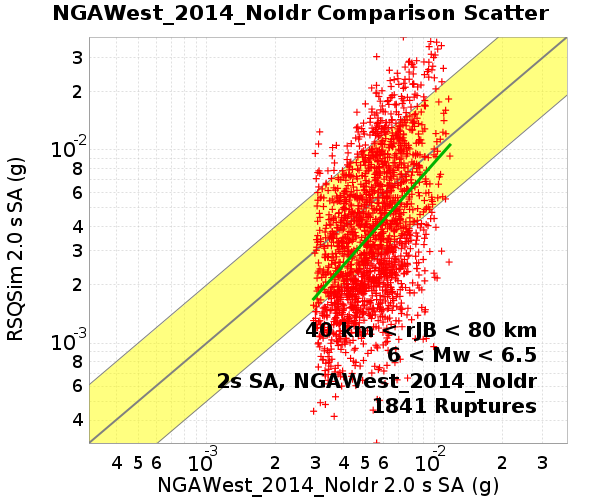 NGAWest_2014_NoIdr Comparison Scatter
RSQSim 2.0 s SA (g)
3
2
10-2
8
6
4
3
2
10-3
8
6
4
40 km < rJB < 80 km
6 < Mw < 6.5
2s SA, NGAWest_2014_NoIdr
1841 Ruptures
4 5 6 10-3 2 3 4 5 6 10-2 2 3
NGAWest_2014_NoIdr 2.0 s SA (g)